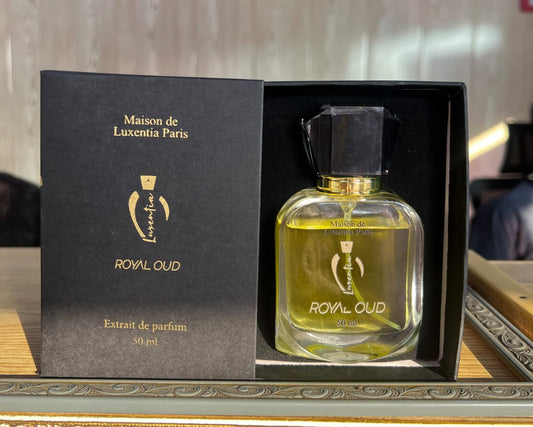 Maison de
Luxentia Paris
Luxentia
ROYAL OUD
Extrait de parfum
50 ml
Maison de
Luxentia Paris
Luxentia
ROYAL OUD
50 ml